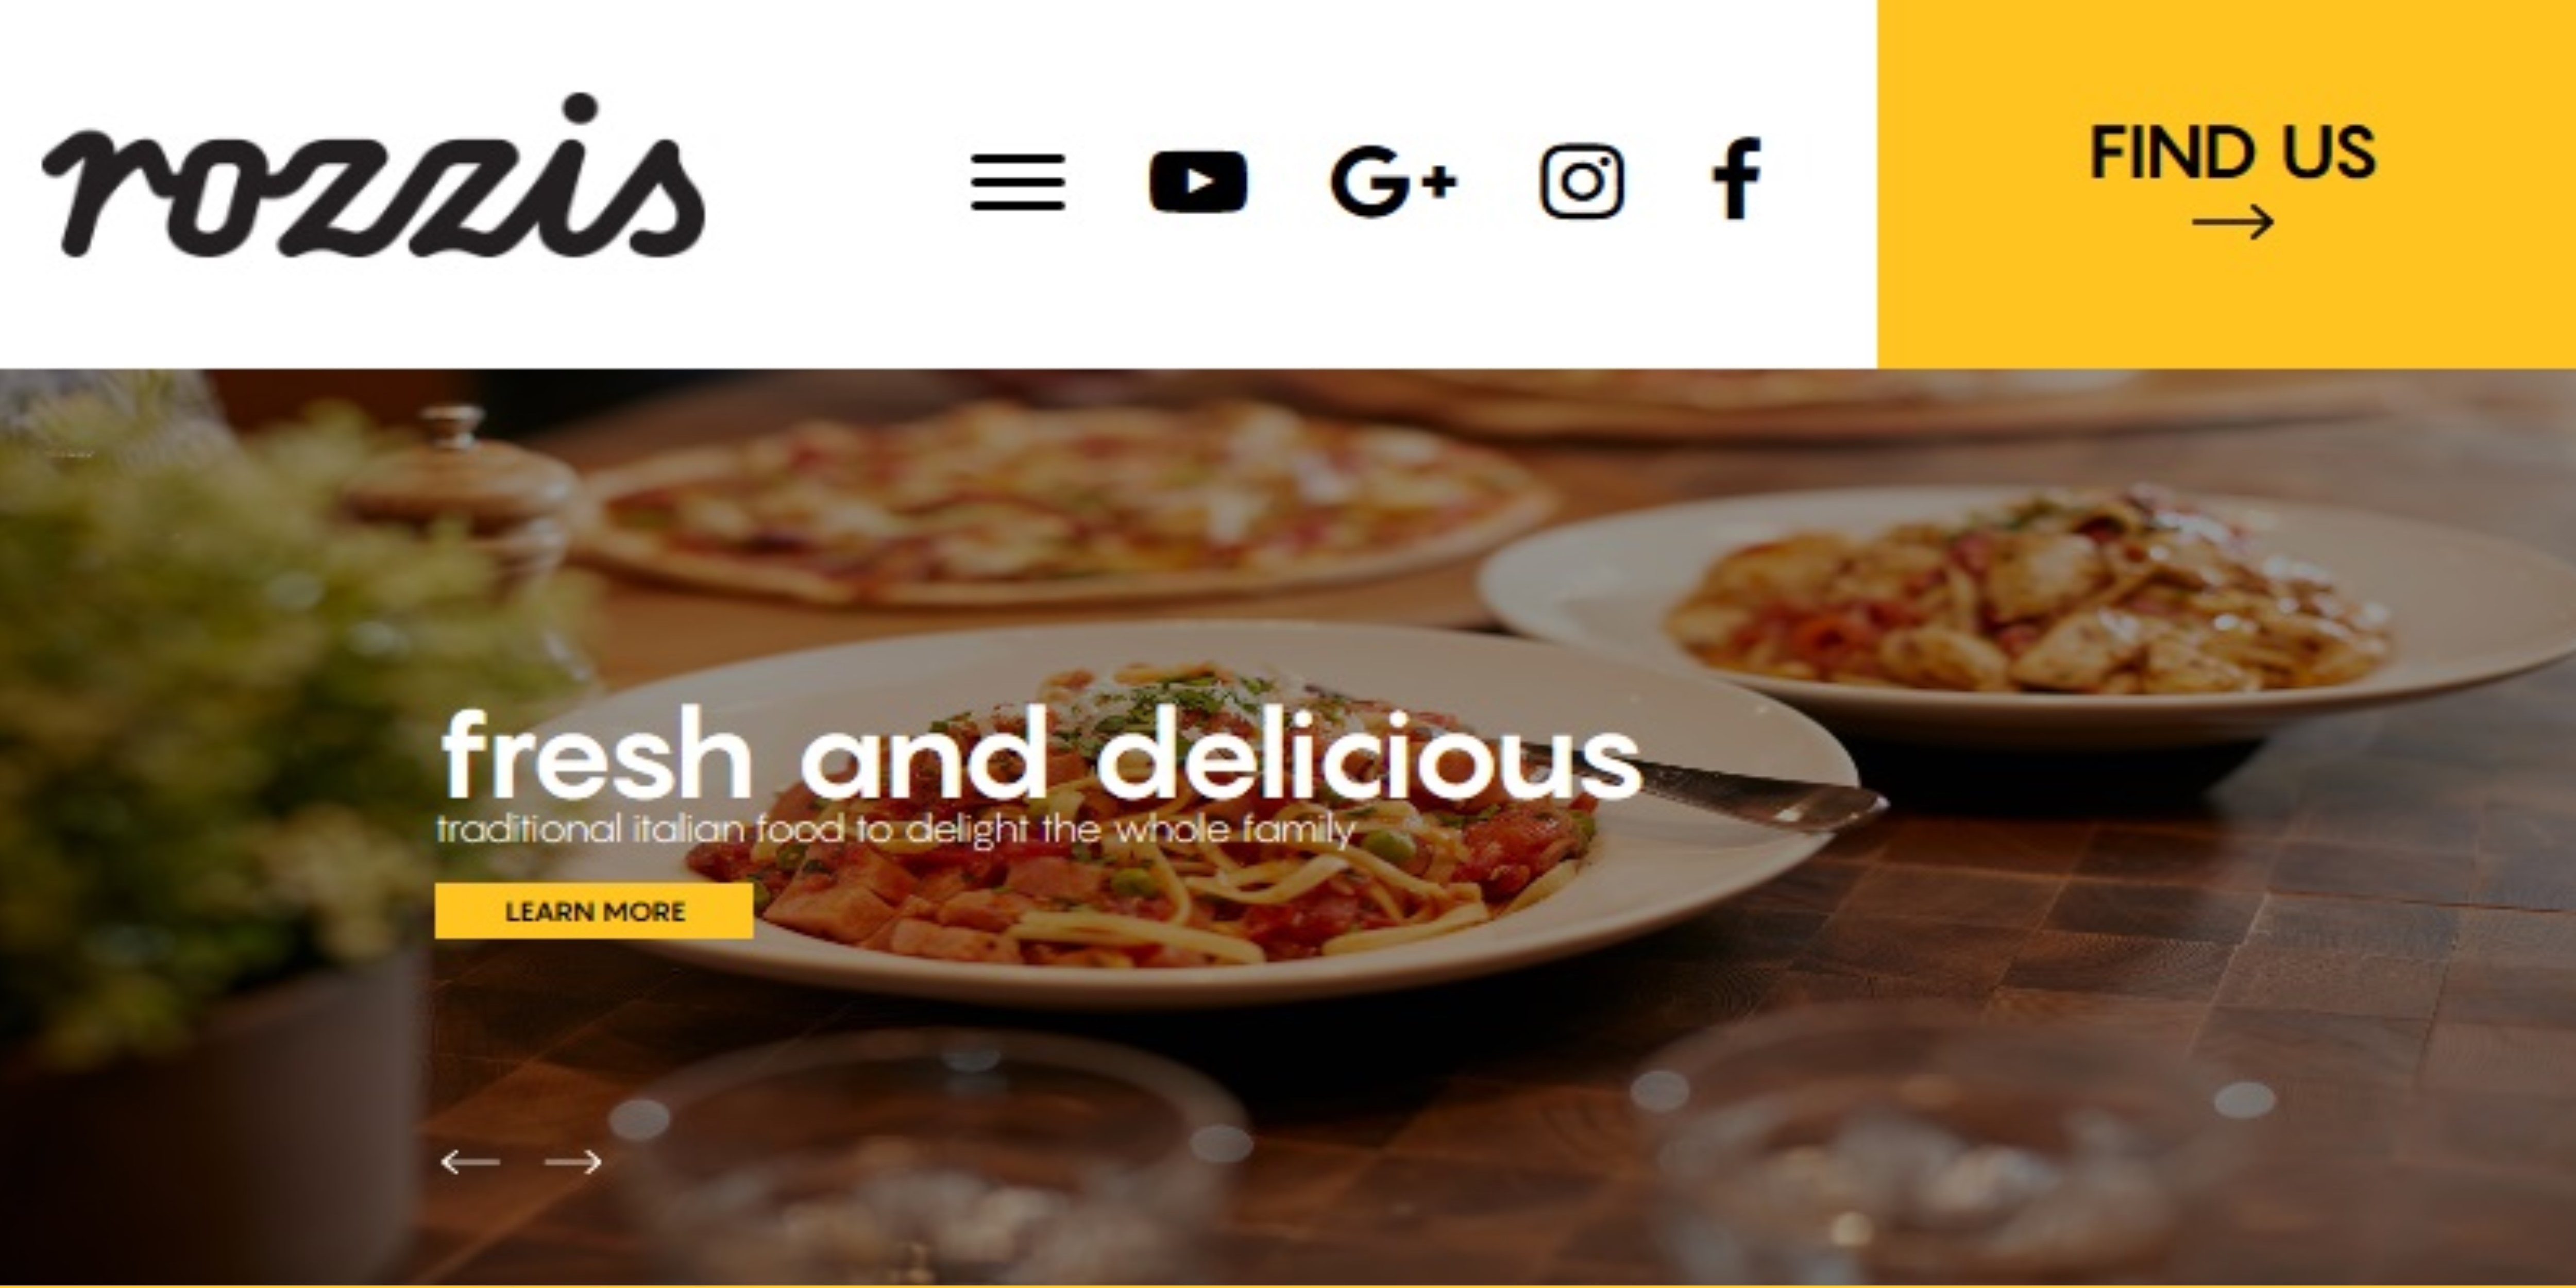 rozzis
G+
f
FIND US
fresh and delicious
traditional italian food to delight the whole family
LEARN MORE